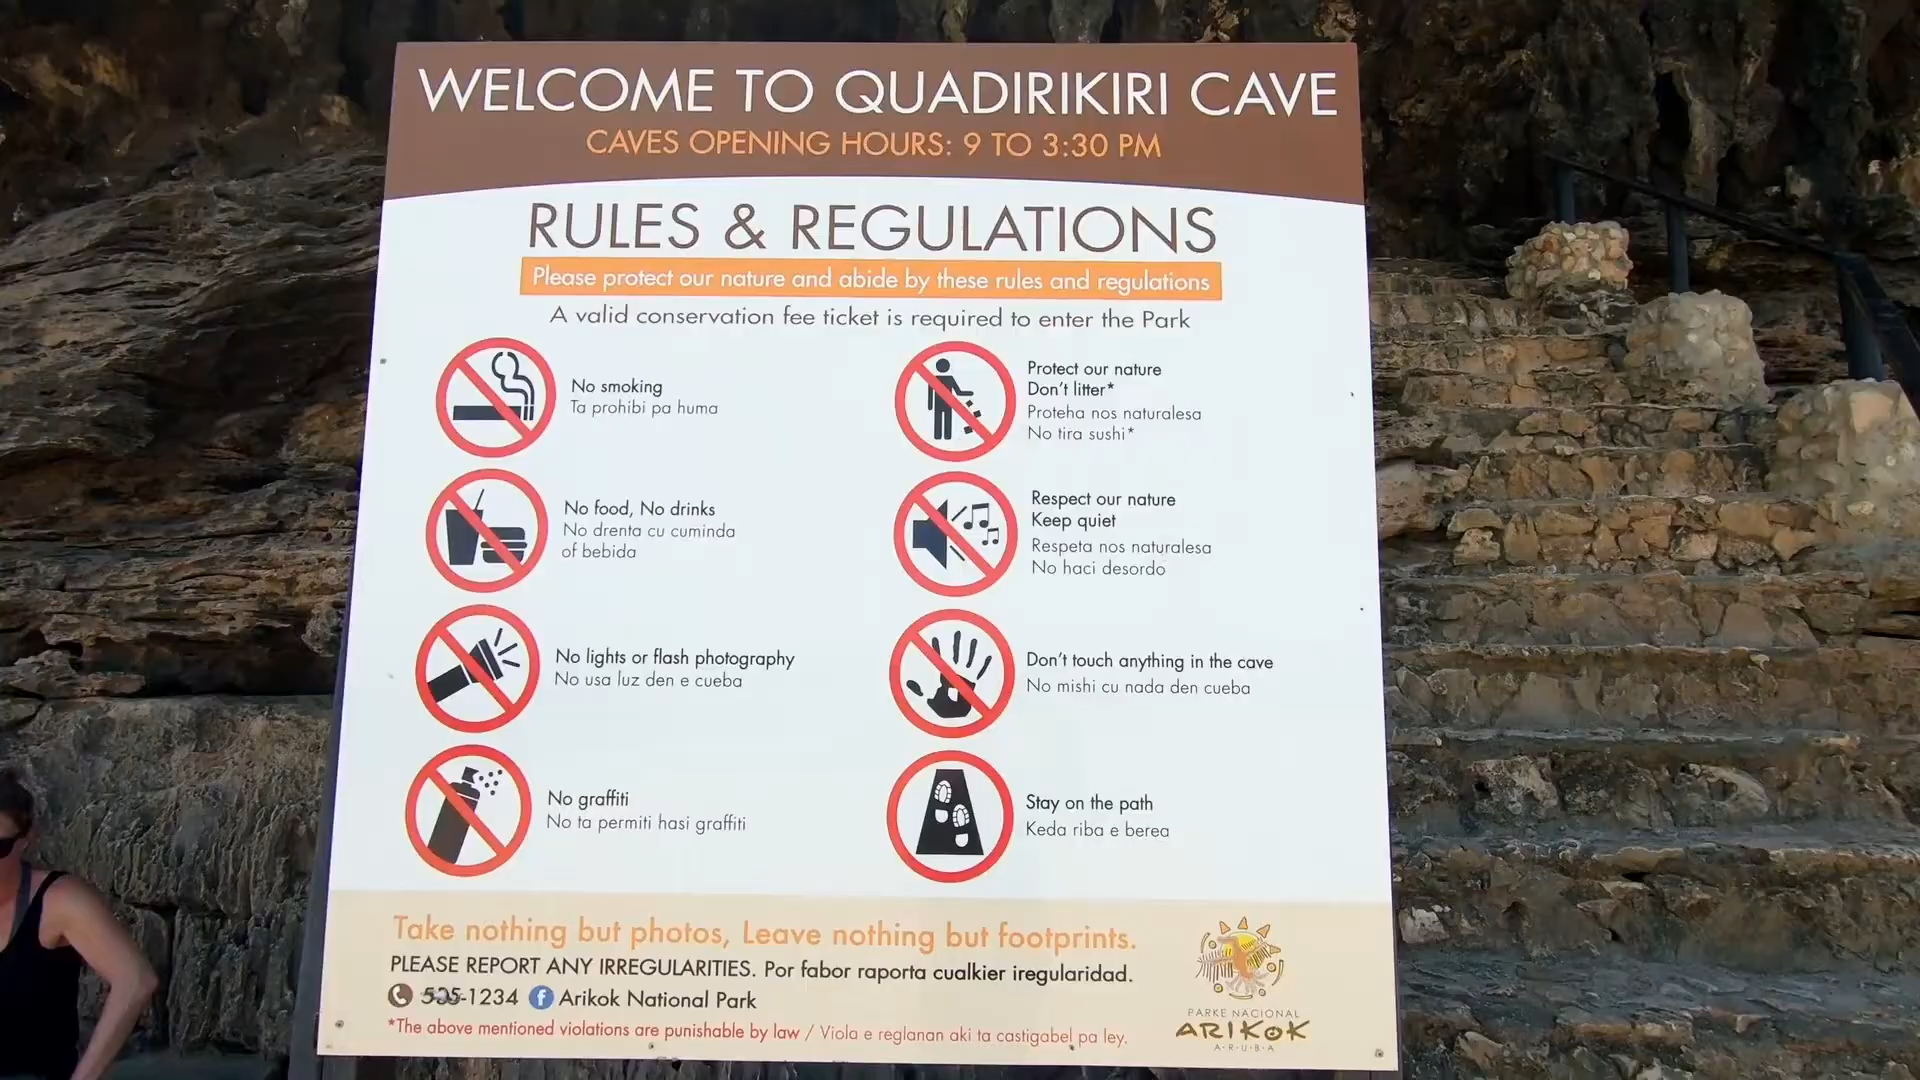 WELCOME TO QUADIRIKIRI CAVE
CAVES OPENING HOURS: 9 TO 3:30 PM
RULES & REGULATIONS
Please protect our nature and abide by these rules and regulations
A valid conservation fee ticket is required to enter the Park
No smoking
Ta prohibi pa huma
No food, No drinks
No drenta cu cuminda
of bebida
No lights or flash photography
No usa luz den e cueba
No graffiti
No ta permiti hasi graffiti
Protect our nature
Don't litter*
Proteha nos naturalesa
No tira sushi*
Respect our nature
Keep quiet
Respeta nos naturalesa
No haci desordo
Don't touch anything in the cave
No mishi cu nada den cueba
Stay on the path
Keda riba e berea
Take nothing but photos, Leave nothing but footprints.
PLEASE REPORT ANY IRREGULARITIES. Por fabor raporta cualkier iregularidad.
-1234 f Arikok National Park
*The above mentioned violations are punishable by law / Viola e reglanan aki ta castigabel pa ley.
PARKE NACIONAL
ARIKOK
A·R·U·B·A